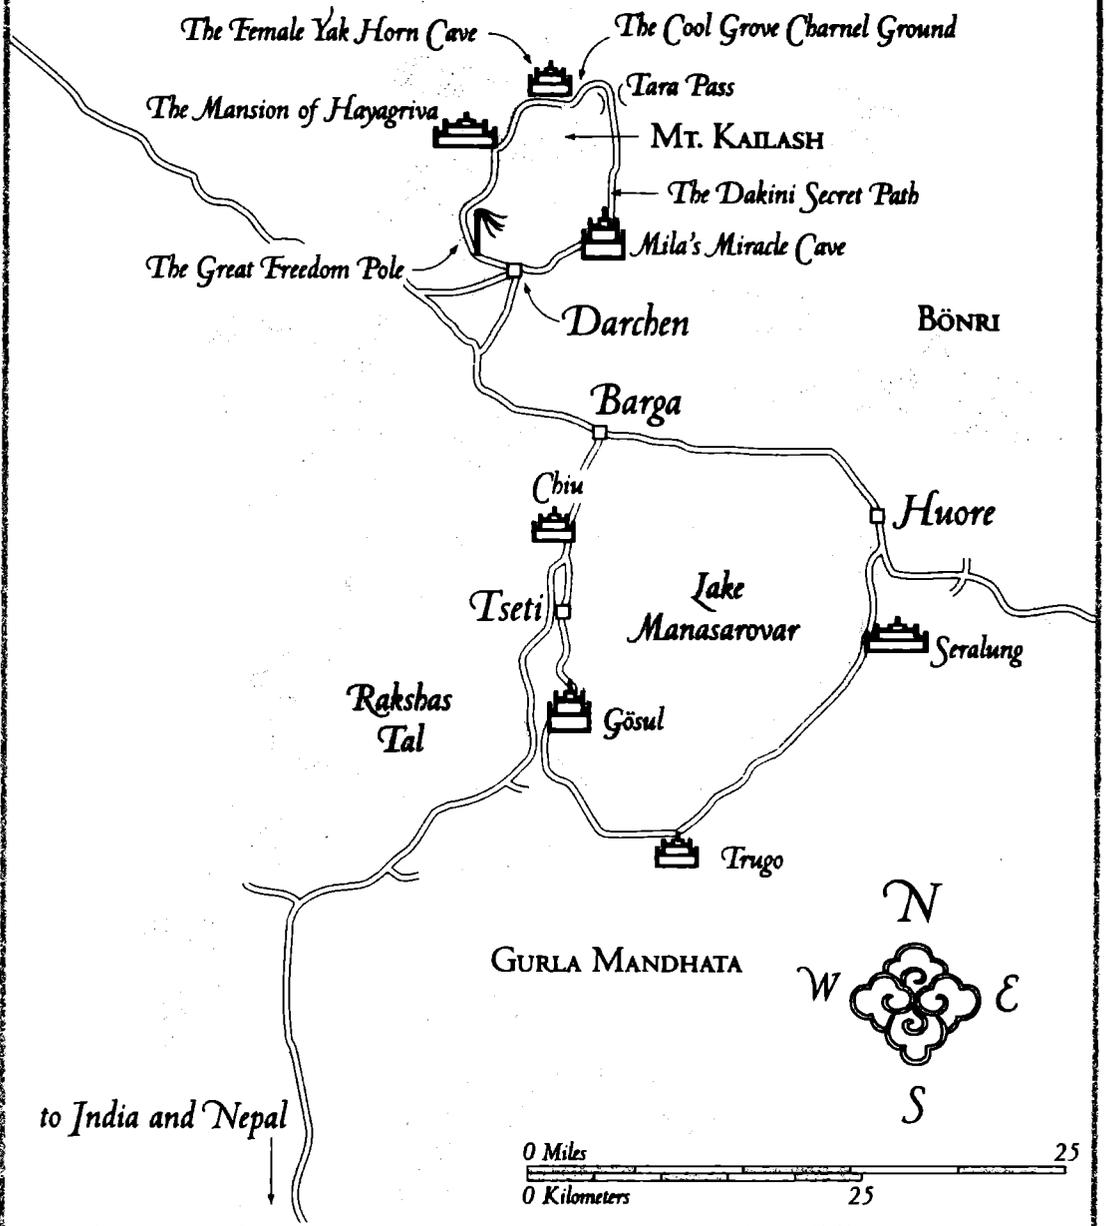 The Female Yak Horn Cave
The Cool Grove Charnel Ground
Tara Pass
The Mansion of Hayagriva
Mt. Kailash
The Dakini Secret Path
Mila's Miracle Cave
The Great Freedom Pole
Darchen
Bönri
Barga
Chiu
Huore
Lake
Manasarovar
Tseti
Seralung
Rakshas
Tal
Gösul
Trugo
N
Gurla Mandhata
W
E
S
to India and Nepal
0 Miles 25
0 Kilometers 25